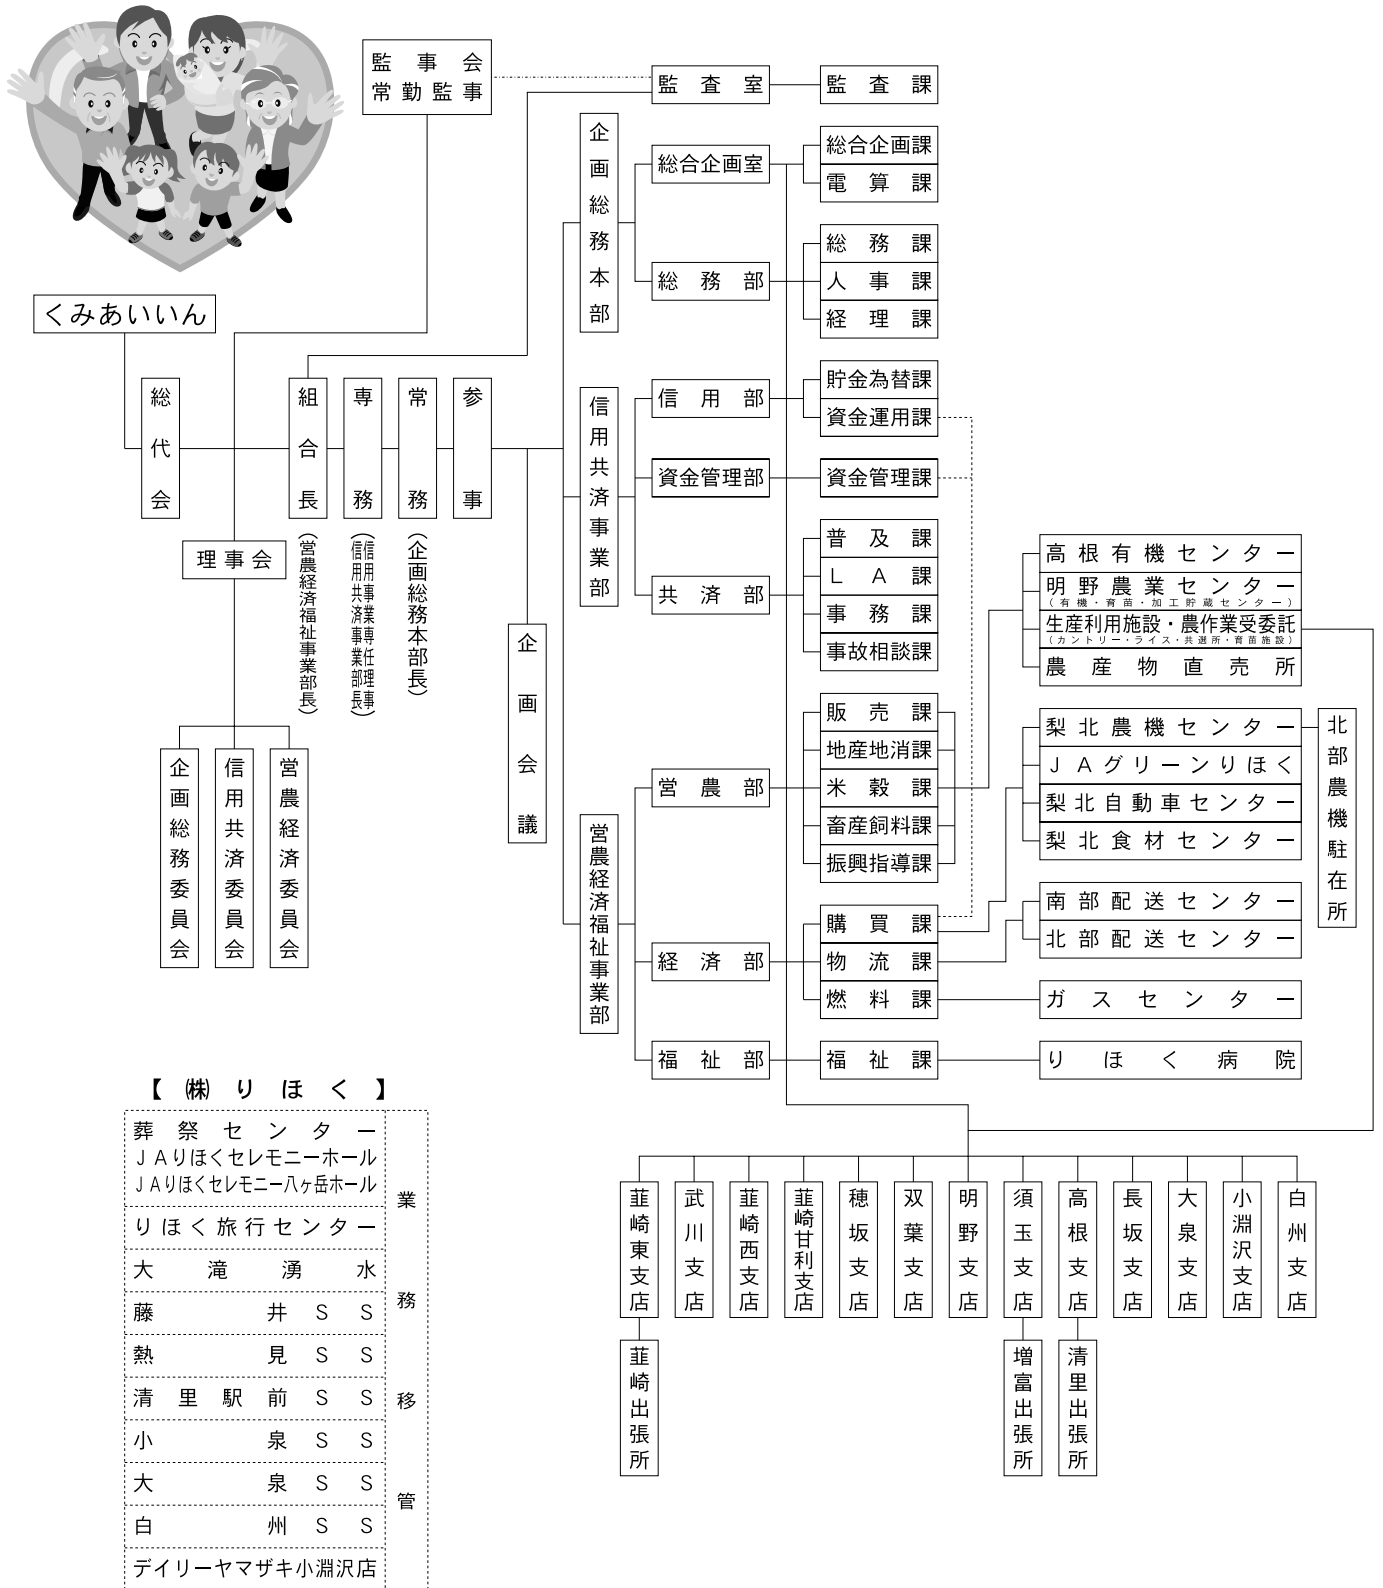 監事会
常勤監事
監査室
監査課
企画総務本部
総合企画室
総合企画課
電算課
総務部
総務課
人事課
経理課
くみあいいん
総代会
組合長
（営農経済福祉事業部長）
専務
（信用事業専任理事
信用共済事業部長）
常務
（企画総務本部長）
参事
理事会
企画総務委員会
信用共済委員会
営農経済委員会
企画会議
信用共済事業部
信用部
貯金為替課
資金運用課
資金管理部
資金管理課
共済部
普及課
ＬＡ課
事務課
事故相談課
営農経済福祉事業部
営農部
販売課
地産地消課
米穀課
畜産飼料課
振興指導課
高根有機センター
明野農業センター
（有機・育苗・加工貯蔵センター）
生産利用施設・農作業受委託
（カントリー・ライス・共選所・育苗施設）
農産物直売所
経済部
購買課
物流課
燃料課
梨北農機センター
ＪＡグリーンりほく
梨北自動車センター
梨北食材センター
北部農機駐在所
南部配送センター
北部配送センター
ガスセンター
福祉部
福祉課
りほく病院
韮崎東支店
武川支店
韮崎西支店
韮崎甘利支店
穂坂支店
双葉支店
明野支店
須玉支店
高根支店
長坂支店
大泉支店
小淵沢支店
白州支店
韮崎出張所
増富出張所
清里出張所
【㈱りほく】
葬祭センター
ＪＡりほくセレモニーホール
ＪＡりほくセレモニー八ヶ岳ホール
りほく旅行センター
大滝湧水
藤井ＳＳ
熱見ＳＳ
清里駅前ＳＳ
小泉ＳＳ
大泉ＳＳ
白州ＳＳ
デイリーヤマザキ小淵沢店
業務移管